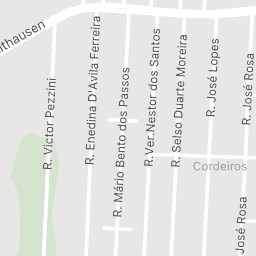 R. Victor Pezzini
R. Enedina D'Avila Ferreira
R. Mário Bento dos Passos
R.Ver.Nestor dos Santos
R. Selso Duarte Moreira
R. José Lopes
R. José Rosa
Cordeiros
José Rosa